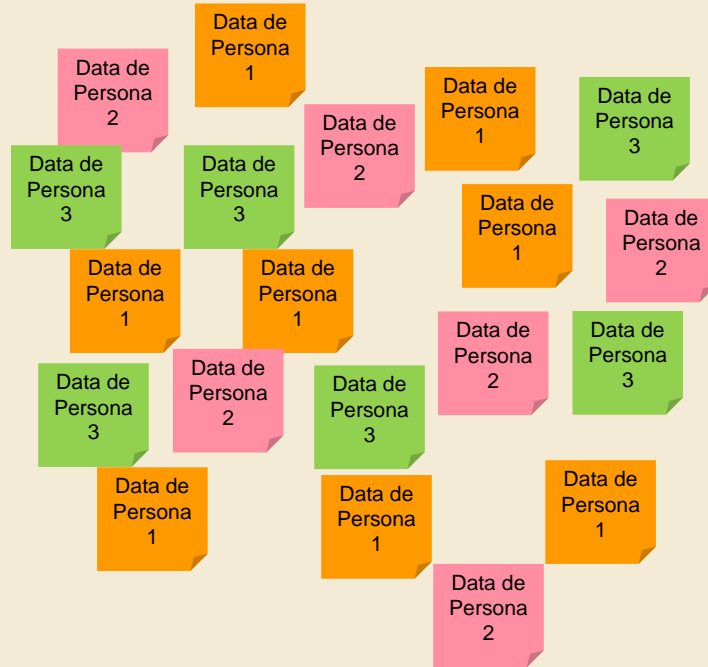 Data de
Persona
1
Data de
Persona
2
Data de
Persona
1
Data de
Persona
3
Data de
Persona
2
Data de
Persona
3
Data de
Persona
3
Data de
Persona
1
Data de
Persona
2
Data de
Persona
1
Data de
Persona
1
Data de
Persona
2
Data de
Persona
3
Data de
Persona
2
Data de
Persona
3
Data de
Persona
3
Data de
Persona
1
Data de
Persona
1
Data de
Persona
1
Data de
Persona
2